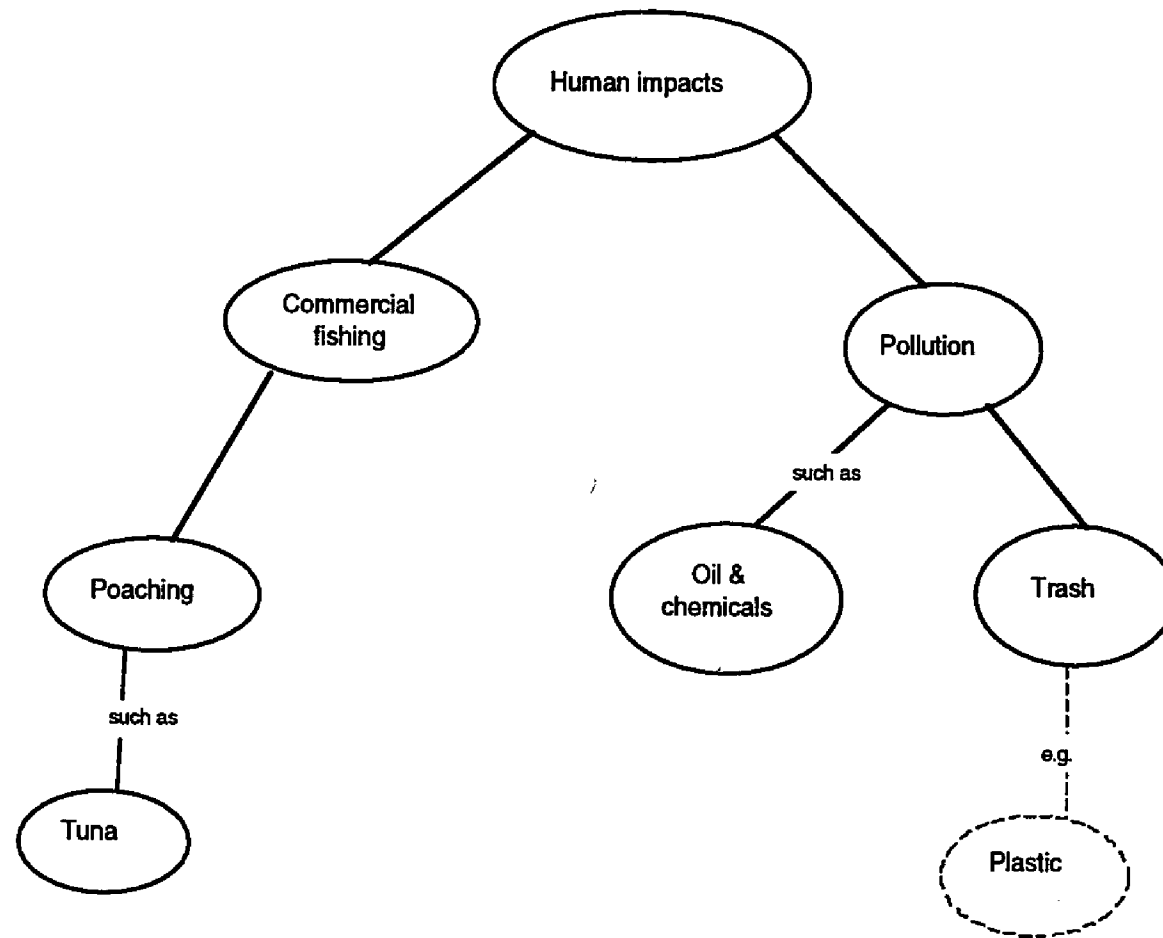 Human impacts
Commercial
fishing
Pollution
such as
Poaching
Oil &
chemicals
Trash
such as
e.g.
Tuna
Plastic